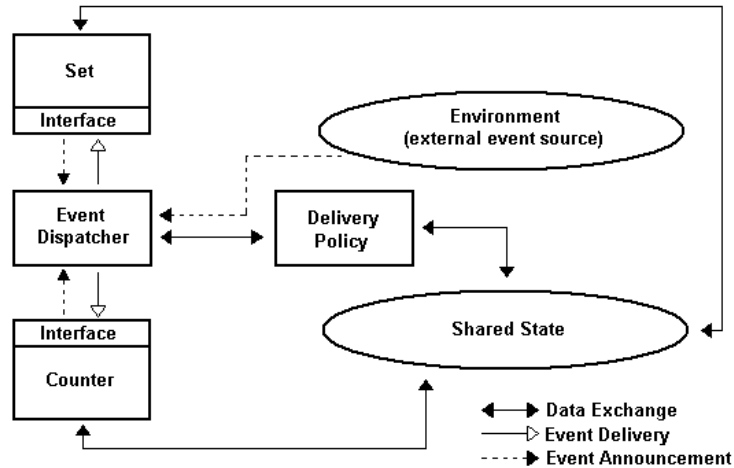 Set
Interface
Environment
(external event source)
Event
Dispatcher
Delivery
Policy
Interface
Counter
Shared State
Data Exchange
Event Delivery
Event Announcement